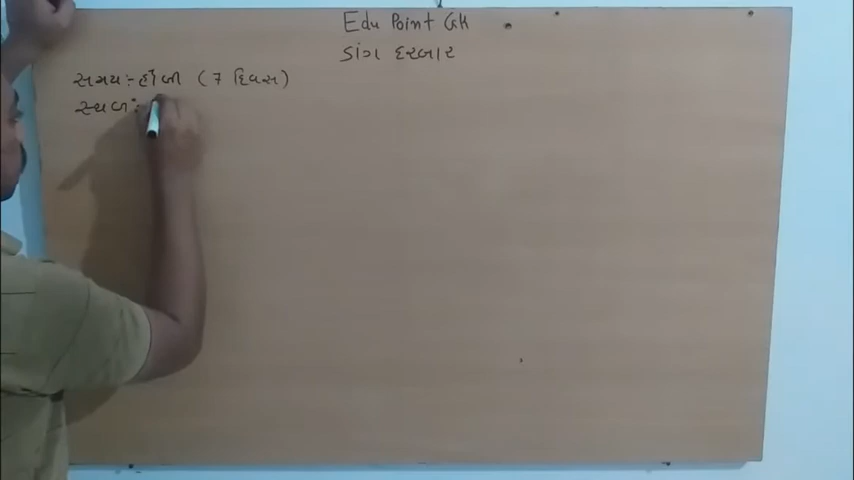 Edu Point GK
ડાંગ દરબાર
સમય:- હોળી (7 દિવસ)
સ્થળ:-